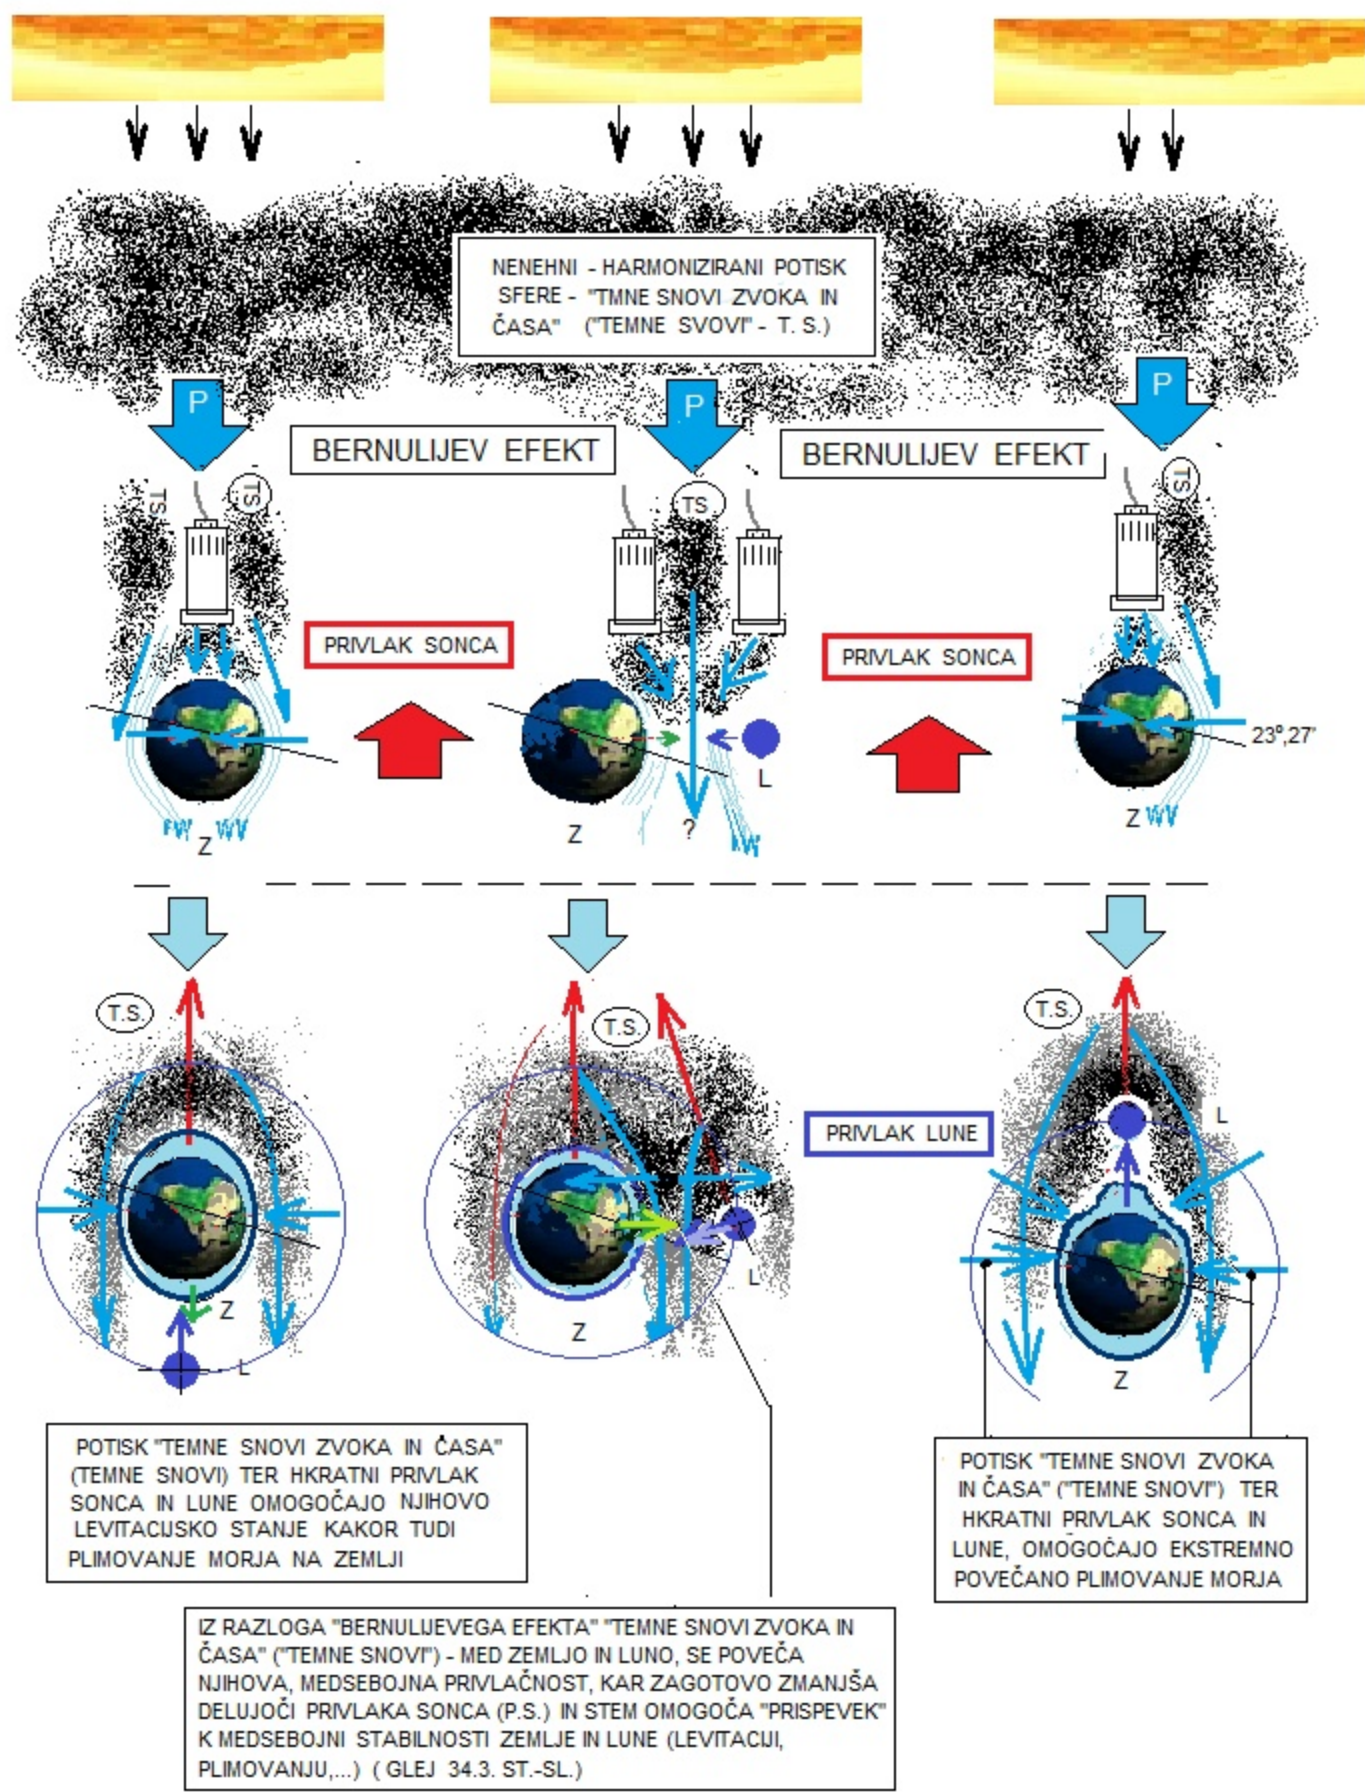 NENEHNI - HARMONIZIRANI POTISK
SFERE - "TMNE SNOVI ZVOKA IN
ČASA" ("TEMNE SVOVI" - T. S.)
P
P
P
BERNULIJEV EFEKT
BERNULIJEV EFEKT
TS
TS
TS
TS
PRIVLAK SONCA
PRIVLAK SONCA
23º,27'
L
Z
?
Z
Z
WV
WV
T.S.
T.S.
T.S.
L
PRIVLAK LUNE
L
Z
Z
L
Z
POTISK "TEMNE SNOVI ZVOKA IN ČASA"
(TEMNE SNOVI) TER HKRATNI PRIVLAK
SONCA IN LUNE OMOGOČAJO NJIHOVO
LEVITACIJSKO STANJE KAKOR TUDI
PLIMOVANJE MORJA NA ZEMLJI
POTISK "TEMNE SNOVI ZVOKA
IN ČASA" ("TEMNE SNOVI") TER
HKRATNI PRIVLAK SONCA IN
LUNE, OMOGOČAJO EKSTREMNO
POVEČANO PLIMOVANJE MORJA
IZ RAZLOGA "BERNULIJEVEGA EFEKTA" "TEMNE SNOVI ZVOKA IN
ČASA" ("TEMNE SNOVI") - MED ZEMLJO IN LUNO, SE POVEČA
NJIHOVA, MEDSEBOJNA PRIVLAČNOST, KAR ZAGOTOVO ZMANJŠA
DELUJOČI PRIVLAKA SONCA (P.S.) IN STEM OMOGOČA "PRISPEVEK"
K MEDSEBOJNI STABILNOSTI ZEMLJE IN LUNE (LEVITACIJI,
PLIMOVANJU,...) ( GLEJ 34.3. ST.-SL.)